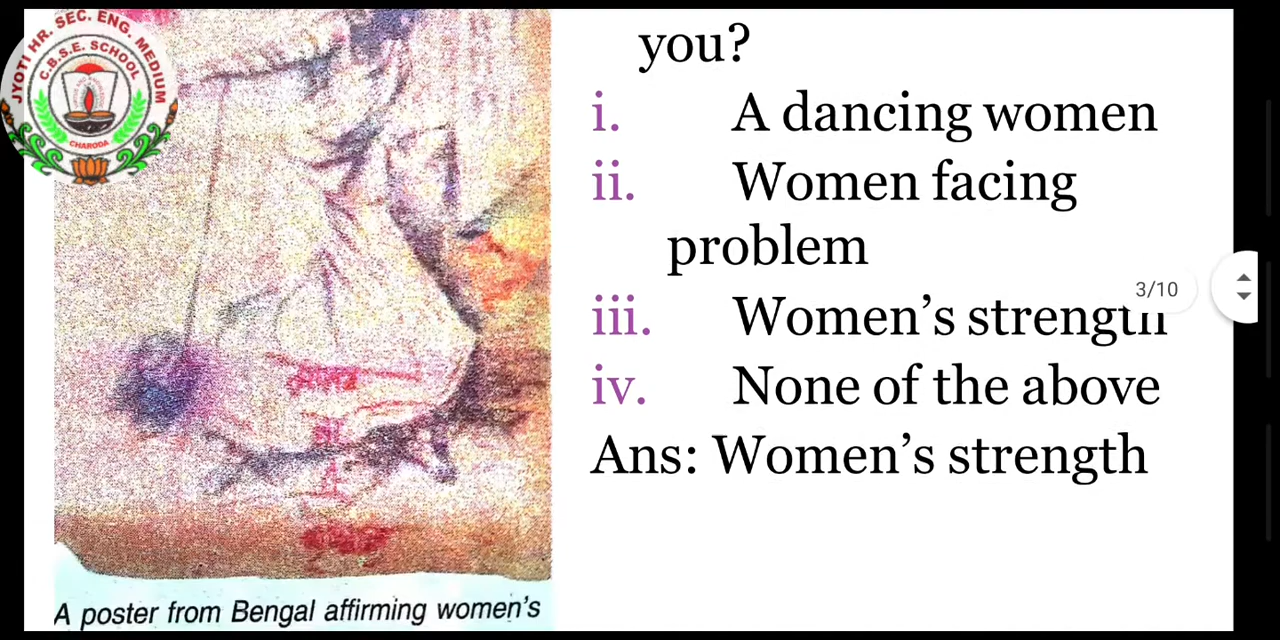 JYOTI HR. SEC. ENG. MEDIUM
C.B.S.E. SCHOOL
CHARODA
you?
i. A dancing women
ii. Women facing
problem
iii. Women's strength
iv. None of the above
Ans: Women's strength
3/10
A poster from Bengal affirming women's